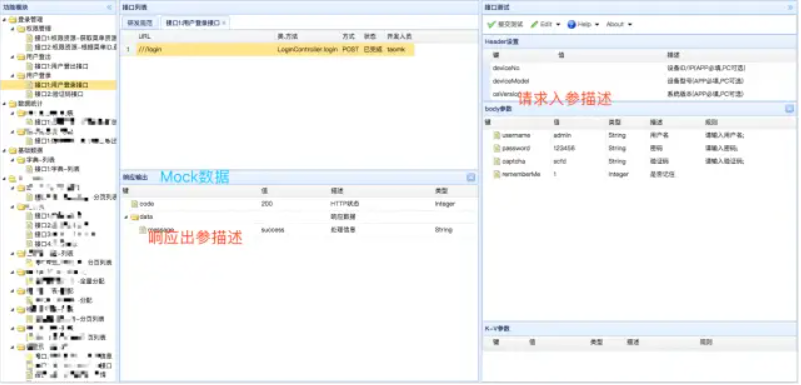 功能模块
登录管理
权限管理
接口1:权限资源-获取菜单资源
接口2:权限资源-根据菜单以及
用户登出
接口1:用户登出接口
用户登录
接口1:用户登录接口
接口2:验证码接口
数据统计
基础数据
字典-列表
接口1:字典-列表
分页列表
接口1
接口2
接口3
接口4
-列表
分页列表
-全量分配
-分配
-分页列表
页列表
接口列表
研发规范
接口1:用户登录接口
URL 类.方法 方式 状态 开发人员
1 ///login LoginController.login POST 已完成 taomk
响应输出
Mock数据
键 值 描述 类型
code 200 HTTP状态 Integer
data 响应数据
message success 处理信息 String
响应出参描述
接口测试
提交测试 Edit Help About
Header设置
键 值 描述
deviceNo 设备ID/IP(APP必填,PC可选)
deviceModel 设备型号(APP必填,PC可选)
osVersion 系统版本(APP必填,PC可选)
请求入参描述
body参数
键 值 类型 描述 规则
username admin String 用户名 请输入用户名;
password 123456 String 密码 请输入密码;
captcha scfd String 验证码 请输入验证码;
rememberMe 1 Integer 是否记住
K-V参数
键 值 类型 描述 规则